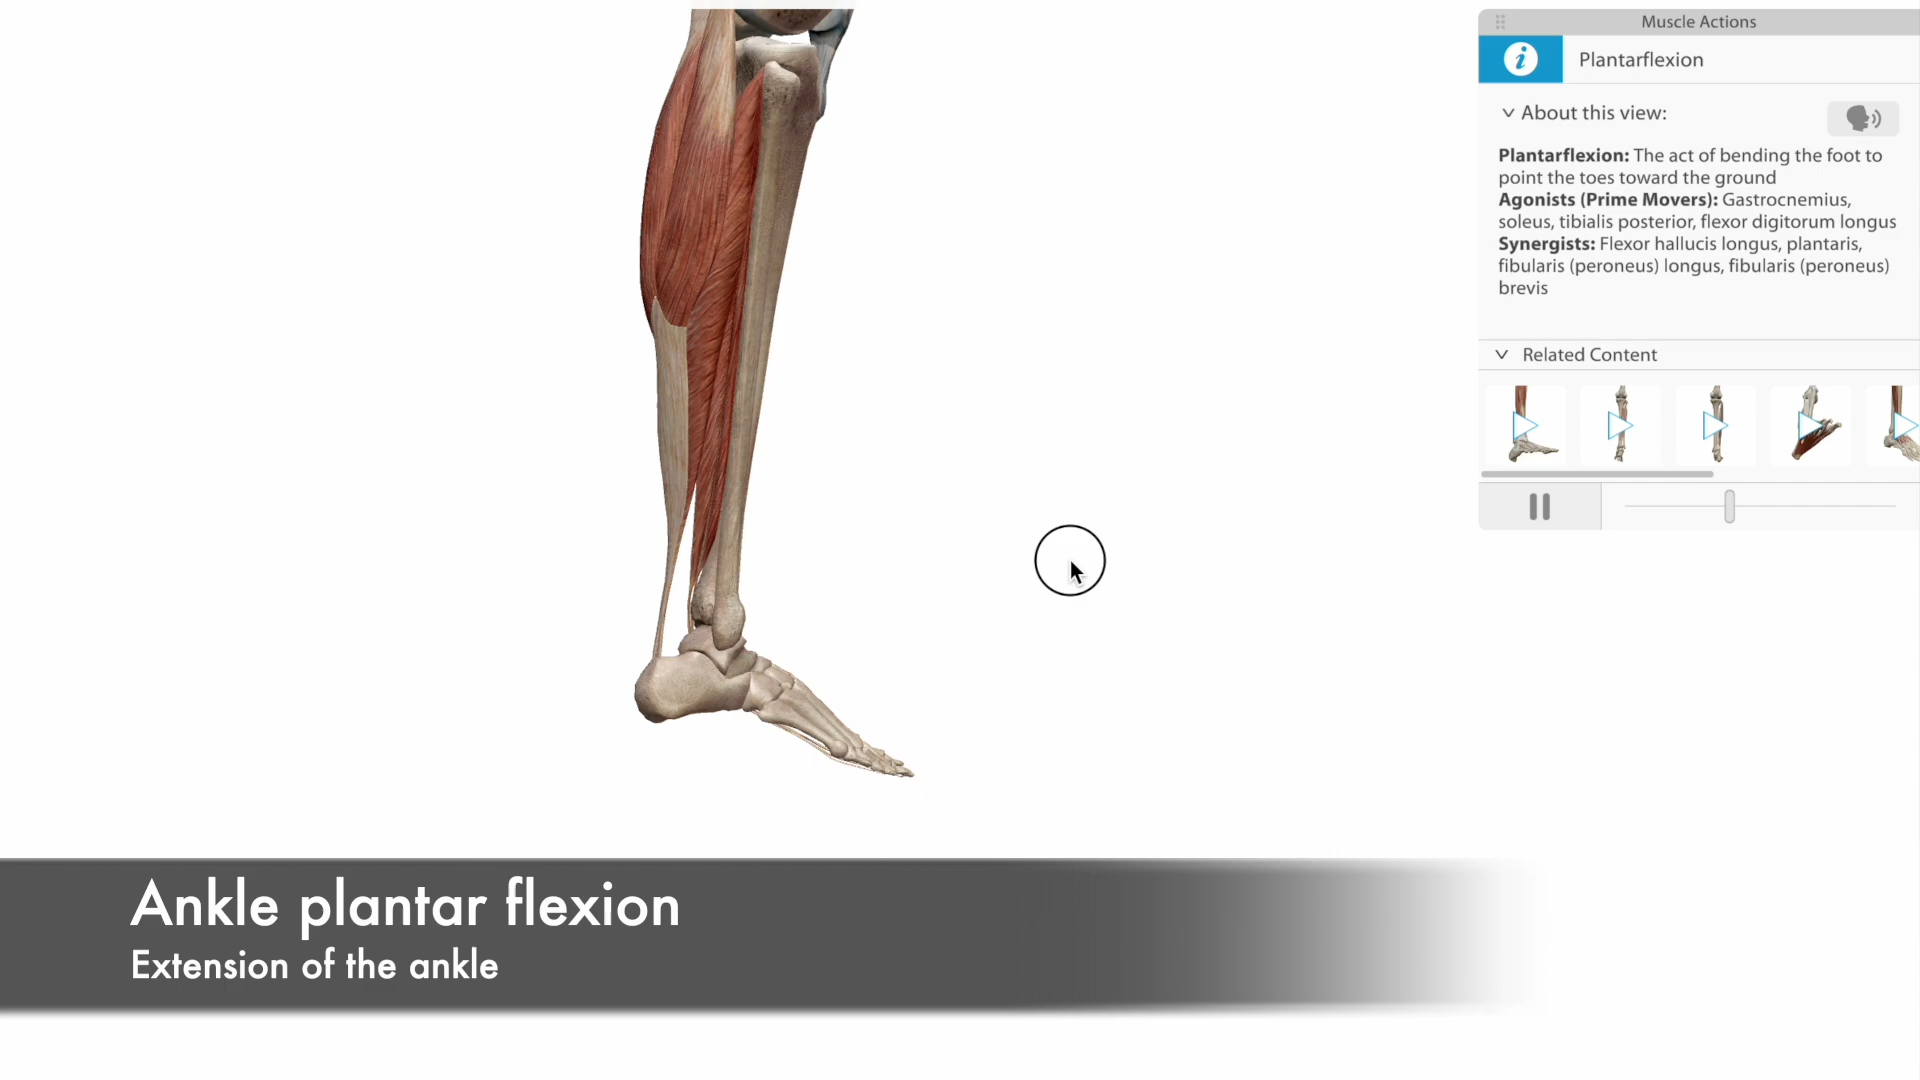 Muscle Actions
Plantarflexion
About this view:
Plantarflexion: The act of bending the foot to
point the toes toward the ground
Agonists (Prime Movers): Gastrocnemius,
soleus, tibialis posterior, flexor digitorum longus
Synergists: Flexor hallucis longus, plantaris,
fibularis (peroneus) longus, fibularis (peroneus)
brevis
Related Content
Ankle plantar flexion
Extension of the ankle